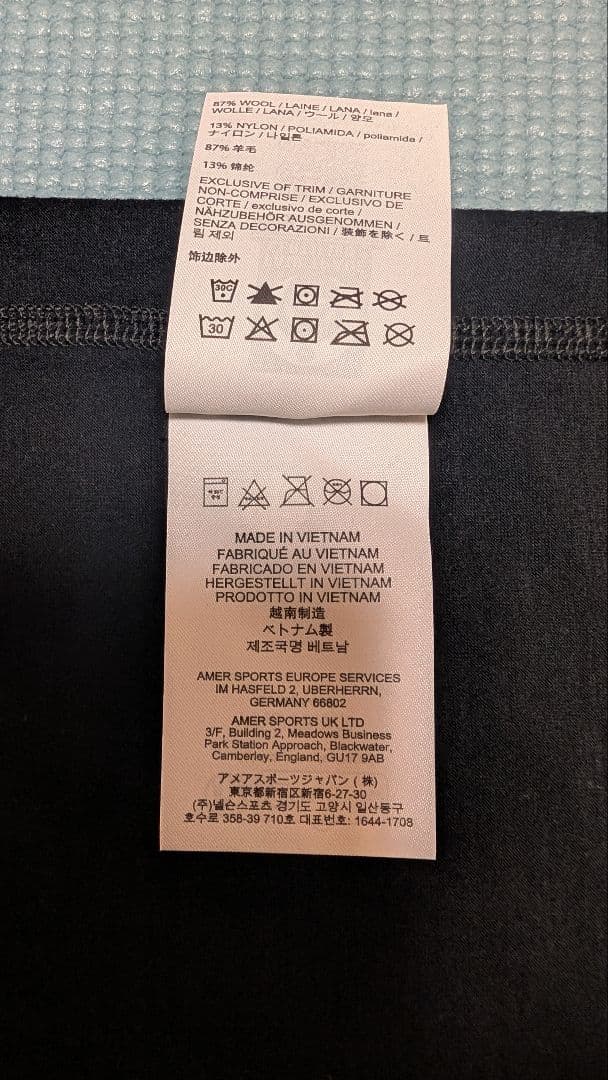 87% WOOL / LAINE / LANA / lana /
WOLLE / LANA / ウール / 양모
13% NYLON / POLIAMIDA / poliamida /
ナイロン / 나일론
87% 羊毛
13% 锦纶
EXCLUSIVE OF TRIM / GARNITURE
NON-COMPRISE / EXCLUSIVO DE
CORTE / exclusivo de corte /
NÄHZUBEHÖR AUSGENOMMEN /
SENZA DECORAZIONI / 装飾を除く / 트
림 제외
饰边除外
30C
30
MADE IN VIETNAM
FABRIQUÉ AU VIETNAM
FABRICADO EN VIETNAM
HERGESTELLT IN VIETNAM
PRODOTTO IN VIETNAM
越南制造
ベトナム製
제조국명 베트남
AMER SPORTS EUROPE SERVICES
IM HASFELD 2, UBERHERRN,
GERMANY 66802
AMER SPORTS UK LTD
3/F, Building 2, Meadows Business
Park Station Approach, Blackwater,
Camberley, England, GU17 9AB
アメアスポーツジャパン (株)
東京都新宿区新宿6-27-30
(주)넬슨스포츠 경기도 고양시 일산동구
호수로 358-39 710호 대표번호: 1644-1708